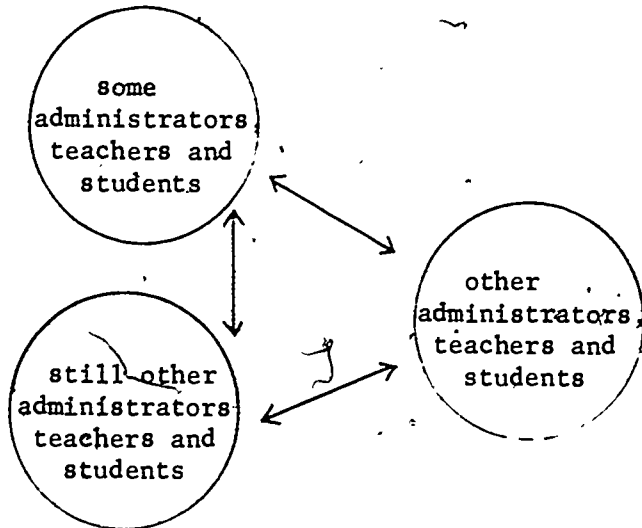 some
administrators,
teachers and
students
other
administrators,
teachers and
students
still other
administrators
teachers and
students